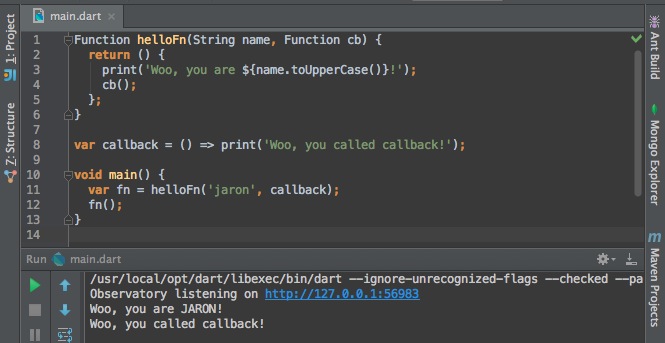 main.dart
1: Project
Z: Structure
1 Function helloFn(String name, Function cb) {
2 return () {
3 print('Woo, you are ${name.toUpperCase()}!');
4 cb();
5 };
6 }
7
8 var callback = () => print('Woo, you called callback!');
9
10 void main() {
11 var fn = helloFn('jaron', callback);
12 fn();
13 }
14
Ant Build
Mongo Explorer
m
Maven Projects
Run main.dart
/usr/local/opt/dart/libexec/bin/dart --ignore-unrecognized-flags --checked --pa
Observatory listening on http://127.0.0.1:56983
Woo, you are JARON!
Woo, you called callback!